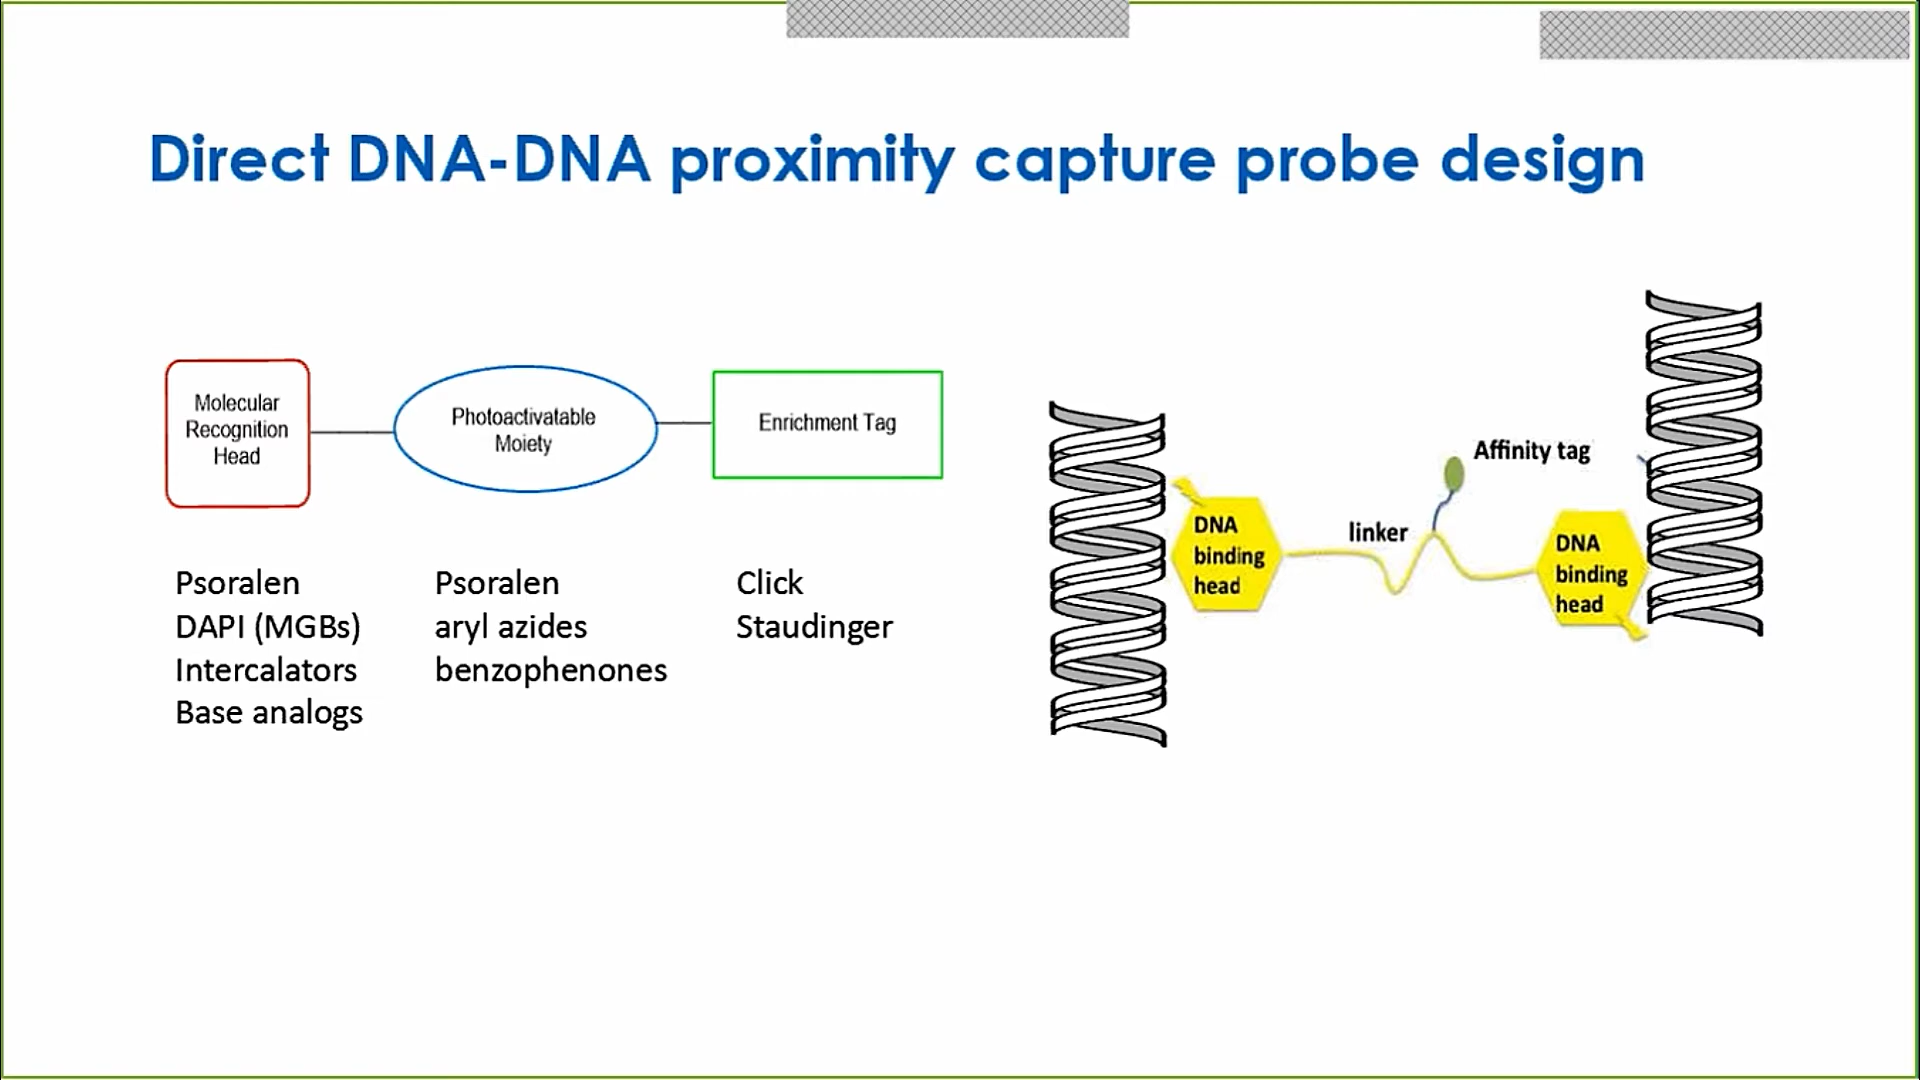 Direct DNA-DNA proximity capture probe design
Molecular
Recognition
Head
Photoactivatable
Moiety
Enrichment Tag
Psoralen
DAPI (MGBs)
Intercalators
Base analogs
Psoralen
aryl azides
benzophenones
Click
Staudinger
DNA
binding
head
linker
Affinity tag
DNA
binding
head